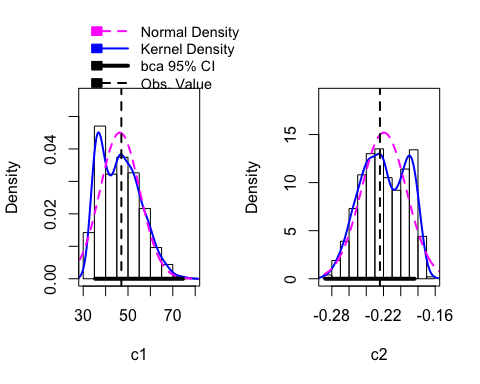 Normal Density
Kernel Density
bca 95% CI
Obs. Value
Density
0.00
0.02
0.04
30
50
70
c1
Density
0
5
10
15
-0.28
-0.22
-0.16
c2